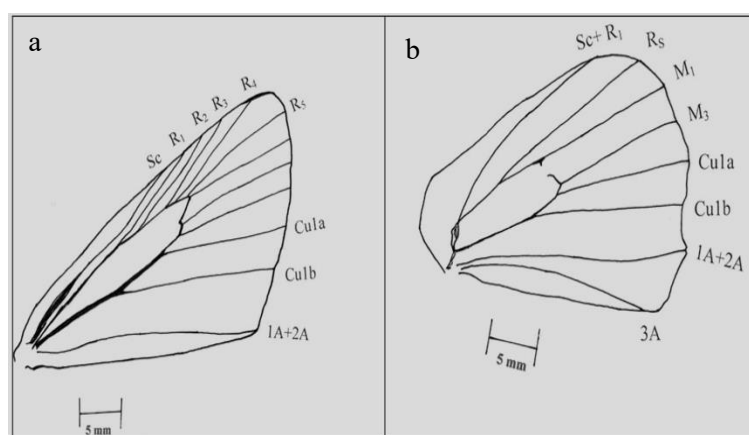 a
Sc
R1
R2
R3
R4
R5
Cu1a
Cu1b
1A+2A
5 mm
b
Sc+ R1
Rs
M1
M3
Cu1a
Cu1b
1A+2A
3A
5 mm